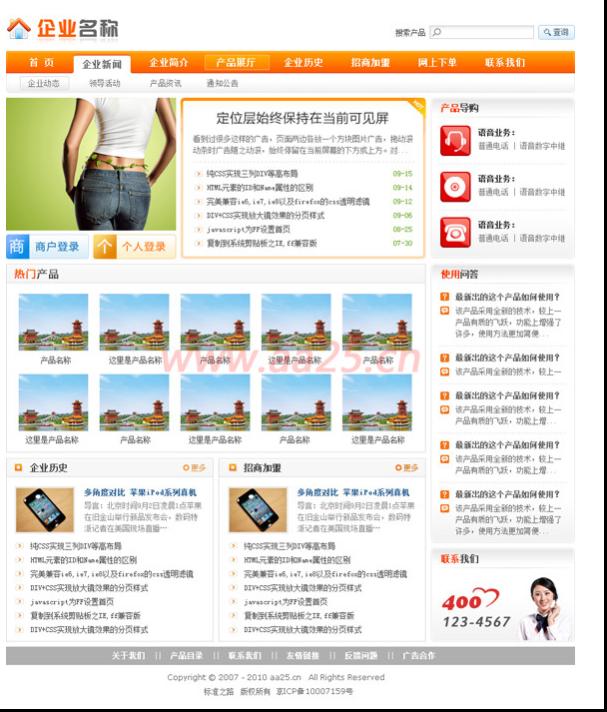 企业名称
搜索产品
查询
首 页 企业新闻 企业简介 产品展厅 企业历史 招商加盟 网上下单 联系我们
企业动态 领导活动 产品资讯 通知公告
HOT
定位层始终保持在当前可见屏
看到过很多这样的广告，页面两边各放一个方块图片广告，拖动滚
动条时广告随之动滚，始终停留在当前屏幕的下方或上方。对...
纯CSS实现三列DIV等高布局 09-15
HTML元素的ID和Name属性的区别 09-14
完美兼容ie6,ie7,ie8以及firefox的css透明滤镜 09-13
DIV+CSS实现放大镜效果的分页样式 09-06
javascript为FF设置首页 08-25
复制到系统剪贴板之IE,ff兼容版 07-30
商 商户登录 个 个人登录
产品导购
语音业务：
普通电话 | 语音数字中继
语音业务：
普通电话 | 语音数字中继
语音业务：
普通电话 | 语音数字中继
热门产品
产品名称 这里是产品名称 产品名称 这里是产品名称 产品名称
这里是产品名称 产品名称 这里是产品名称 产品名称 这里是产品名称
www.aa25.cn
使用问答
最新出的这个产品如何使用？
该产品采用全新的技术，较上一
产品有质的飞跃，功能上增强了
许多，使用方法更加简便...
最新出的这个产品如何使用？
该产品采用全新的技术，较上一
最新出的这个产品如何使用？
该产品采用全新的技术，较上一
产品有质的飞跃，功能上增...
最新出的这个产品如何使用？
该产品采用全新的技术，较上一
产品有质的飞跃，功能上增...
最新出的这个产品如何使用？
该产品采用全新的技术，较上一
产品有质的飞跃，功能上增强了
许多，使用方法更加简便...
企业历史 更多
多角度对比 苹果iPod系列真机
导言：北京时间9月2日凌晨1点苹果
在旧金山举行新品发布会，数码特
派记者在美国现场直播…
纯CSS实现三列DIV等高布局
HTML元素的ID和Name属性的区别
完美兼容ie6,ie7,ie8以及firefox的css透明滤镜
DIV+CSS实现放大镜效果的分页样式
javascript为FF设置首页
复制到系统剪贴板之IE,ff兼容版
DIV+CSS实现放大镜效果的分页样式
招商加盟 更多
多角度对比 苹果iPod系列真机
导言：北京时间9月2日凌晨1点苹果
在旧金山举行新品发布会，数码特
派记者在美国现场直播…
纯CSS实现三列DIV等高布局
HTML元素的ID和Name属性的区别
完美兼容ie6,ie7,ie8以及firefox的css透明滤镜
DIV+CSS实现放大镜效果的分页样式
javascript为FF设置首页
复制到系统剪贴板之IE,ff兼容版
DIV+CSS实现放大镜效果的分页样式
联系我们
400
123-4567
关于我们 || 产品目录 || 联系我们 || 友情链接 || 反馈问题 || 广告合作
Copyright © 2007 - 2010 aa25.cn All Rights Reserved
标准之路 版权所有 京ICP备10007159号